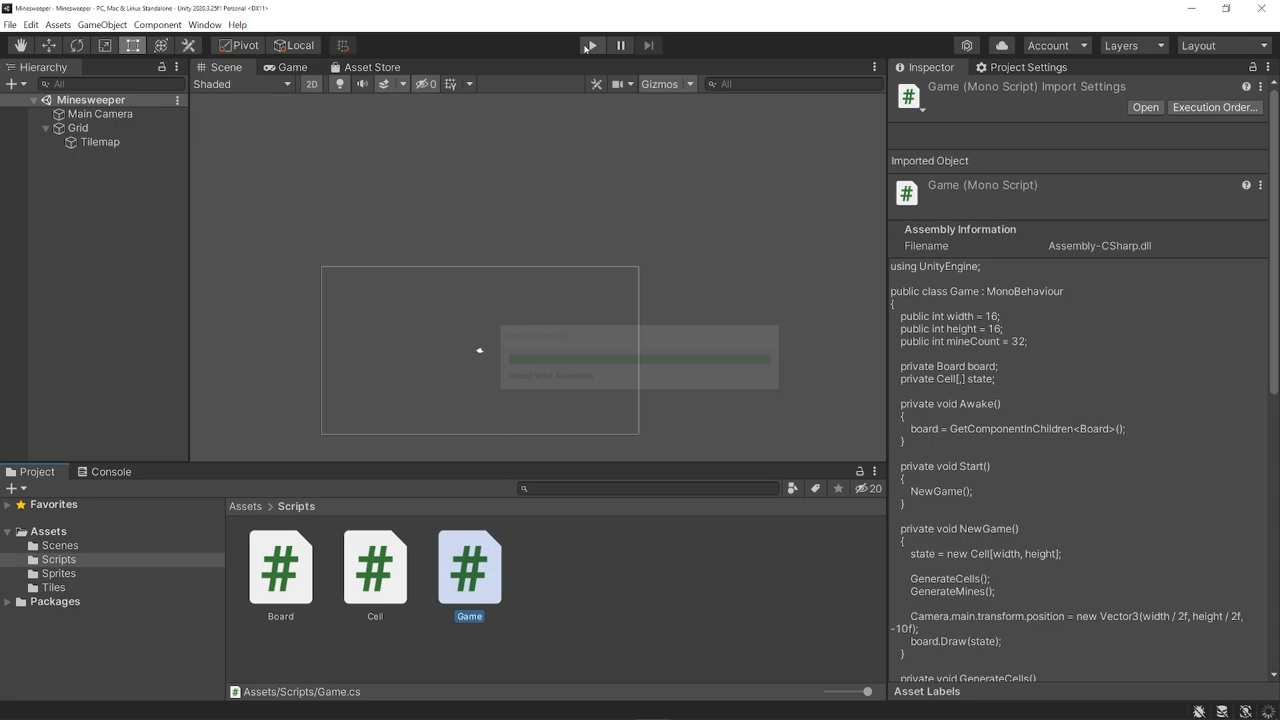 Minesweeper - Minesweeper - PC, Mac & Linux Standalone - Unity 2020.3.25f1 Personal <DX11>
File Edit Assets GameObject Component Window Help
Pivot Local Account Layers Layout
Hierarchy Scene Game Asset Store Inspector Project Settings
All Shaded 2D 0 Gizmos All
Game (Mono Script) Import Settings
Open Execution Order...
Minesweeper
Main Camera
Grid
Tilemap
Imported Object
Game (Mono Script)
Assembly Information
Filename Assembly-CSharp.dll
using UnityEngine;
public class Game : MonoBehaviour
{
public int width = 16;
public int height = 16;
public int mineCount = 32;
private Board board;
private Cell[,] state;
private void Awake()
{
board = GetComponentInChildren<Board>();
}
private void Start()
{
NewGame();
}
private void NewGame()
{
state = new Cell[width, height];
GenerateCells();
GenerateMines();
Camera.main.transform.position = new Vector3(width / 2f, height / 2f,
-10f);
board.Draw(state);
}
private void GenerateCells()
Asset Labels
Reload Script Assemblies
Project Console
20
Favorites
Assets
Scenes
Scripts
Sprites
Tiles
Packages
Assets > Scripts
Board Cell Game
Assets/Scripts/Game.cs